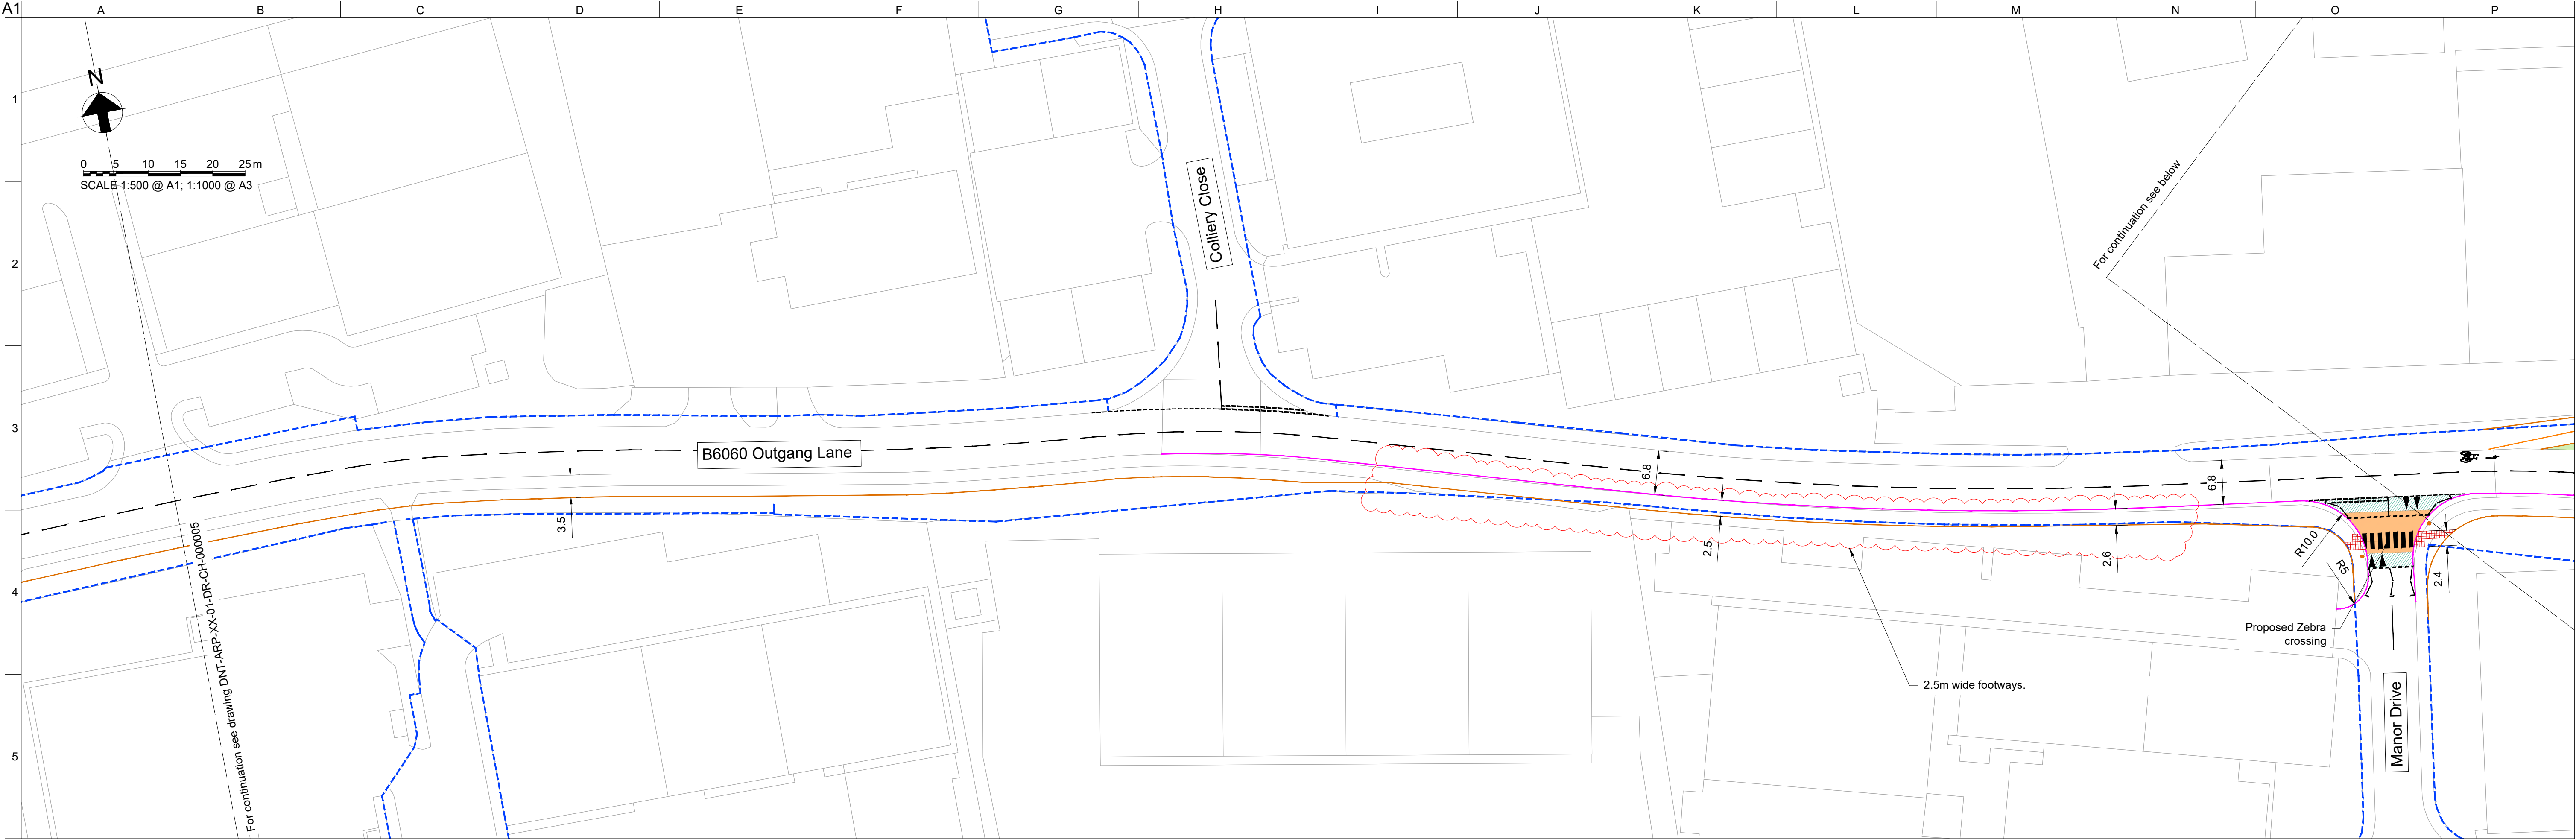 A1
A
B
C
D
E
F
G
H
I
J
K
L
M
N
O
P
1
2
3
4
5
N
0 5 10 15 20 25 m
SCALE 1:500 @ A1; 1:1000 @ A3
For continuation see drawing DNT-ARP-XX-01-DR-CH-000005
Colliery Close
B6060 Outgang Lane
3.5
6.8
2.5
2.6
6.8
For continuation see below
R10.0
R5
2.4
Proposed Zebra
crossing
2.5m wide footways.
Manor Drive